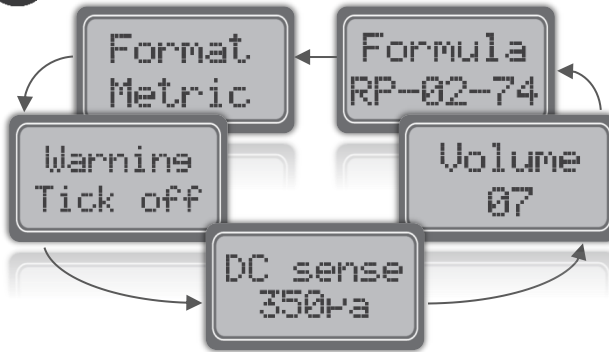 Format
Metric
Formula
RP-02-74
Warning
Tick off
Volume
07
DC sense
350µa